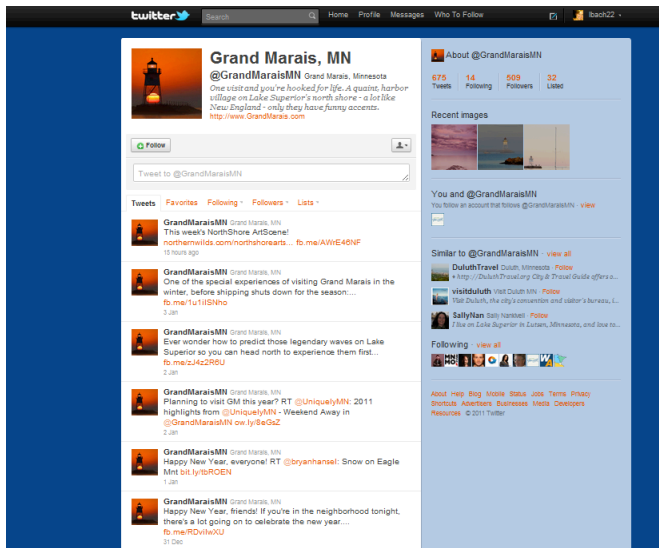 twitter
Search
Home Profile Messages Who To Follow
lbach22
Grand Marais, MN
@GrandMaraisMN Grand Marais, Minnesota
One visit and you're hooked for life. A quaint, harbor
village on Lake Superior's north shore - a lot like
New England - only they have funny accents.
http://www.GrandMarais.com
Follow
Tweet to @GrandMaraisMN
Tweets Favorites Following Followers Lists
GrandMaraisMN Grand Marais, MN
This week's NorthShore ArtScene!
northernwilds.com/northshorearts... fb.me/AWrE46NF
15 hours ago
GrandMaraisMN Grand Marais, MN
One of the special experiences of visiting Grand Marais in the
winter, before shipping shuts down for the season:...
fb.me/1u1iISNho
3 Jan
GrandMaraisMN Grand Marais, MN
Ever wonder how to predict those legendary waves on Lake
Superior so you can head north to experience them first...
fb.me/zJ4z2R6U
2 Jan
GrandMaraisMN Grand Marais, MN
Planning to visit GM this year? RT @UniquelyMN: 2011
highlights from @UniquelyMN - Weekend Away in
@GrandMaraisMN ow.ly/8eGsZ
2 Jan
GrandMaraisMN Grand Marais, MN
Happy New Year, everyone! RT @bryanhansel: Snow on Eagle
Mnt bit.ly/tbROEN
1 Jan
GrandMaraisMN Grand Marais, MN
Happy New Year, friends! If you're in the neighborhood tonight,
there's a lot going on to celebrate the new year....
fb.me/RDviIwXU
31 Dec
About @GrandMaraisMN
675 14 509 32
Tweets Following Followers Listed
Recent images
You and @GrandMaraisMN
You follow an account that follows @GrandMaraisMN · view
Similar to @GrandMaraisMN · view all
DuluthTravel Duluth, Minnesota · Follow
• http://DuluthTravel.org City & Travel Guide offers o...
visitduluth Visit Duluth MN · Follow
Visit Duluth, the city's convention and visitor's bureau, i...
SallyNan Sally Nankivell · Follow
I live on Lake Superior in Lutsen, Minnesota, and love to...
Following · view all
About Help Blog Mobile Status Jobs Terms Privacy
Shortcuts Advertisers Businesses Media Developers
Resources © 2011 Twitter